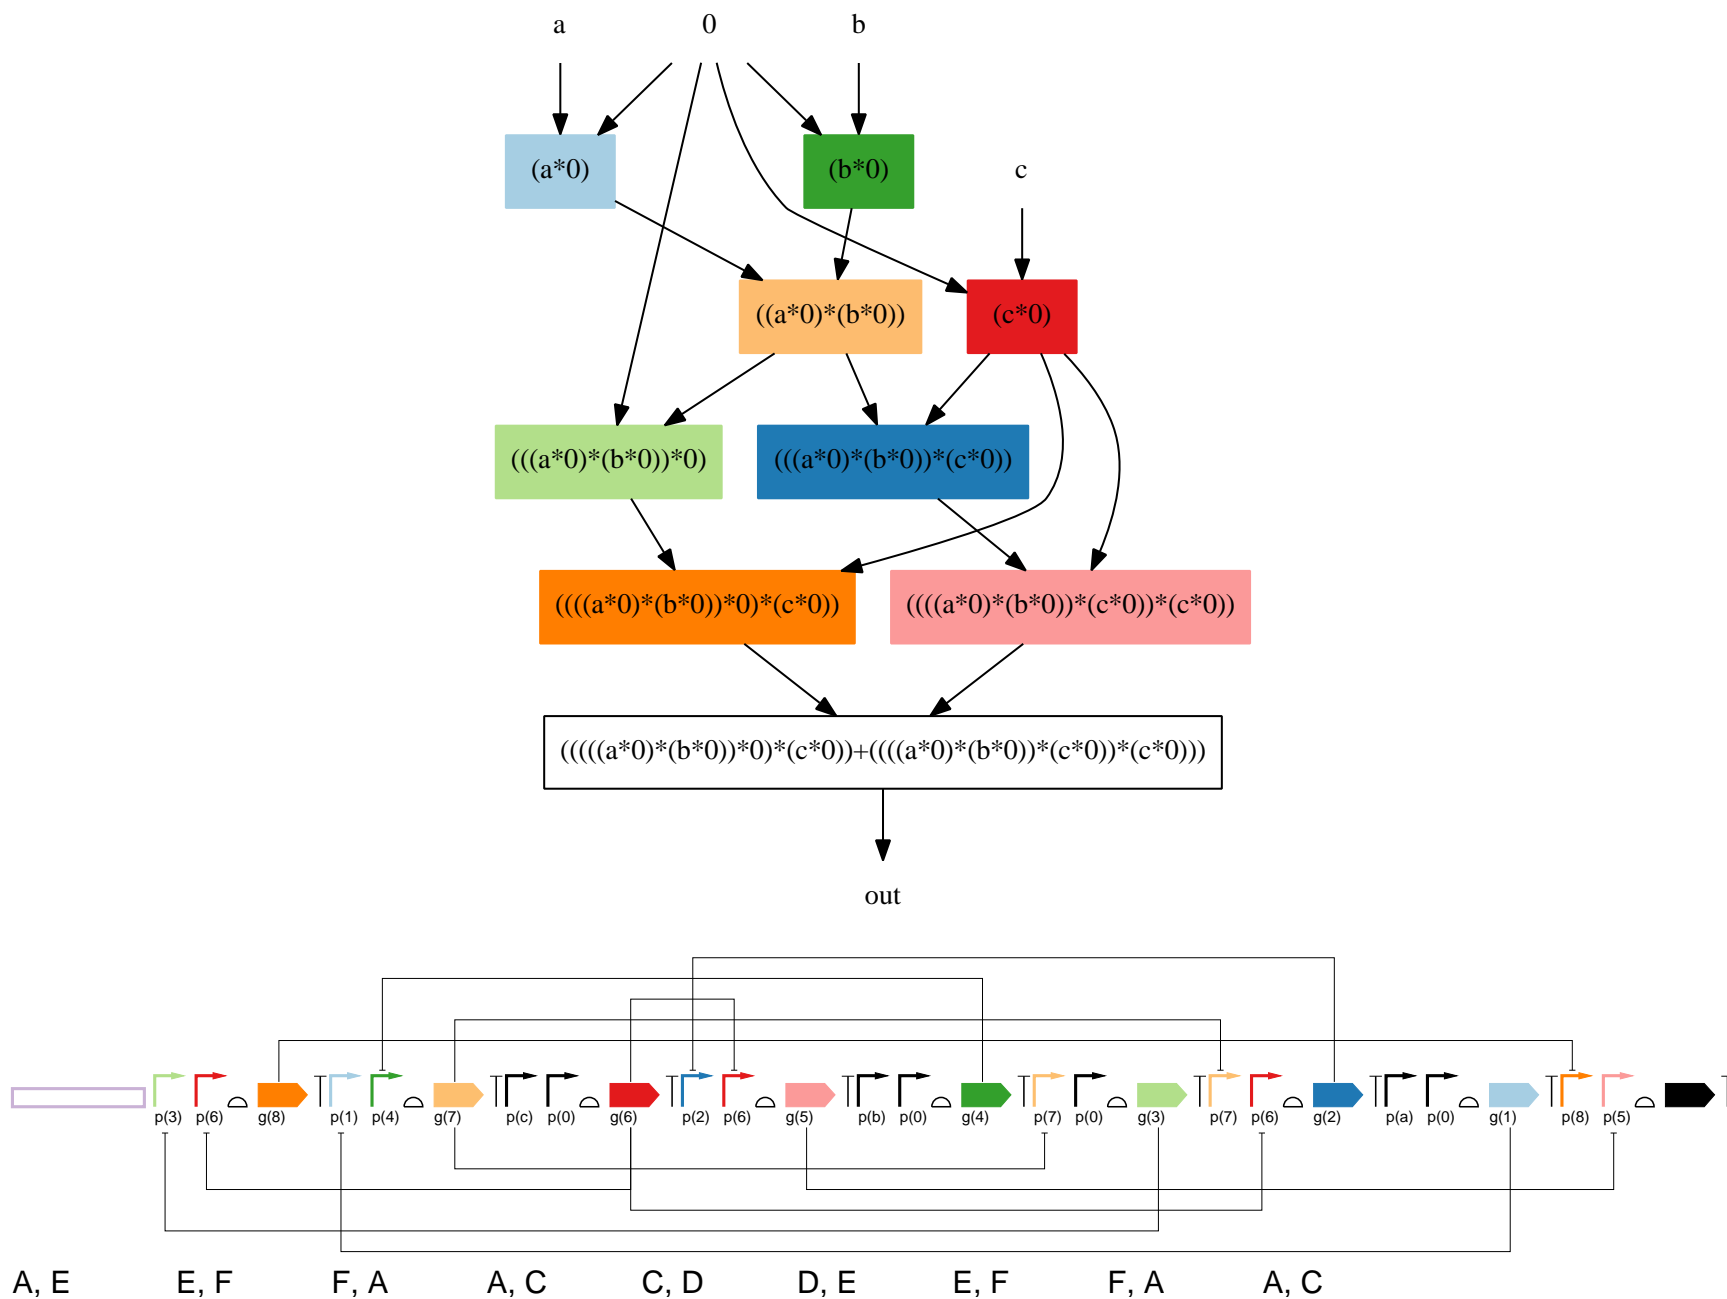 a 0 b
(a*0) (b*0) c
((a*0)*(b*0)) (c*0)
(((a*0)*(b*0))*0) (((a*0)*(b*0))*(c*0))
((((a*0)*(b*0))*0)*(c*0)) ((((a*0)*(b*0))*(c*0))*(c*0))
(((((a*0)*(b*0))*0)*(c*0))+((((a*0)*(b*0))*(c*0))*(c*0)))
out
p(3) p(6) g(8) p(1) p(4) g(7) p(c) p(0) g(6) p(2) p(6) g(5) p(b) p(0) g(4) p(7) p(0) g(3) p(7) p(6) g(2) p(a) p(0) g(1) p(8) p(5)
A, E E, F F, A A, C C, D D, E E, F F, A A, C